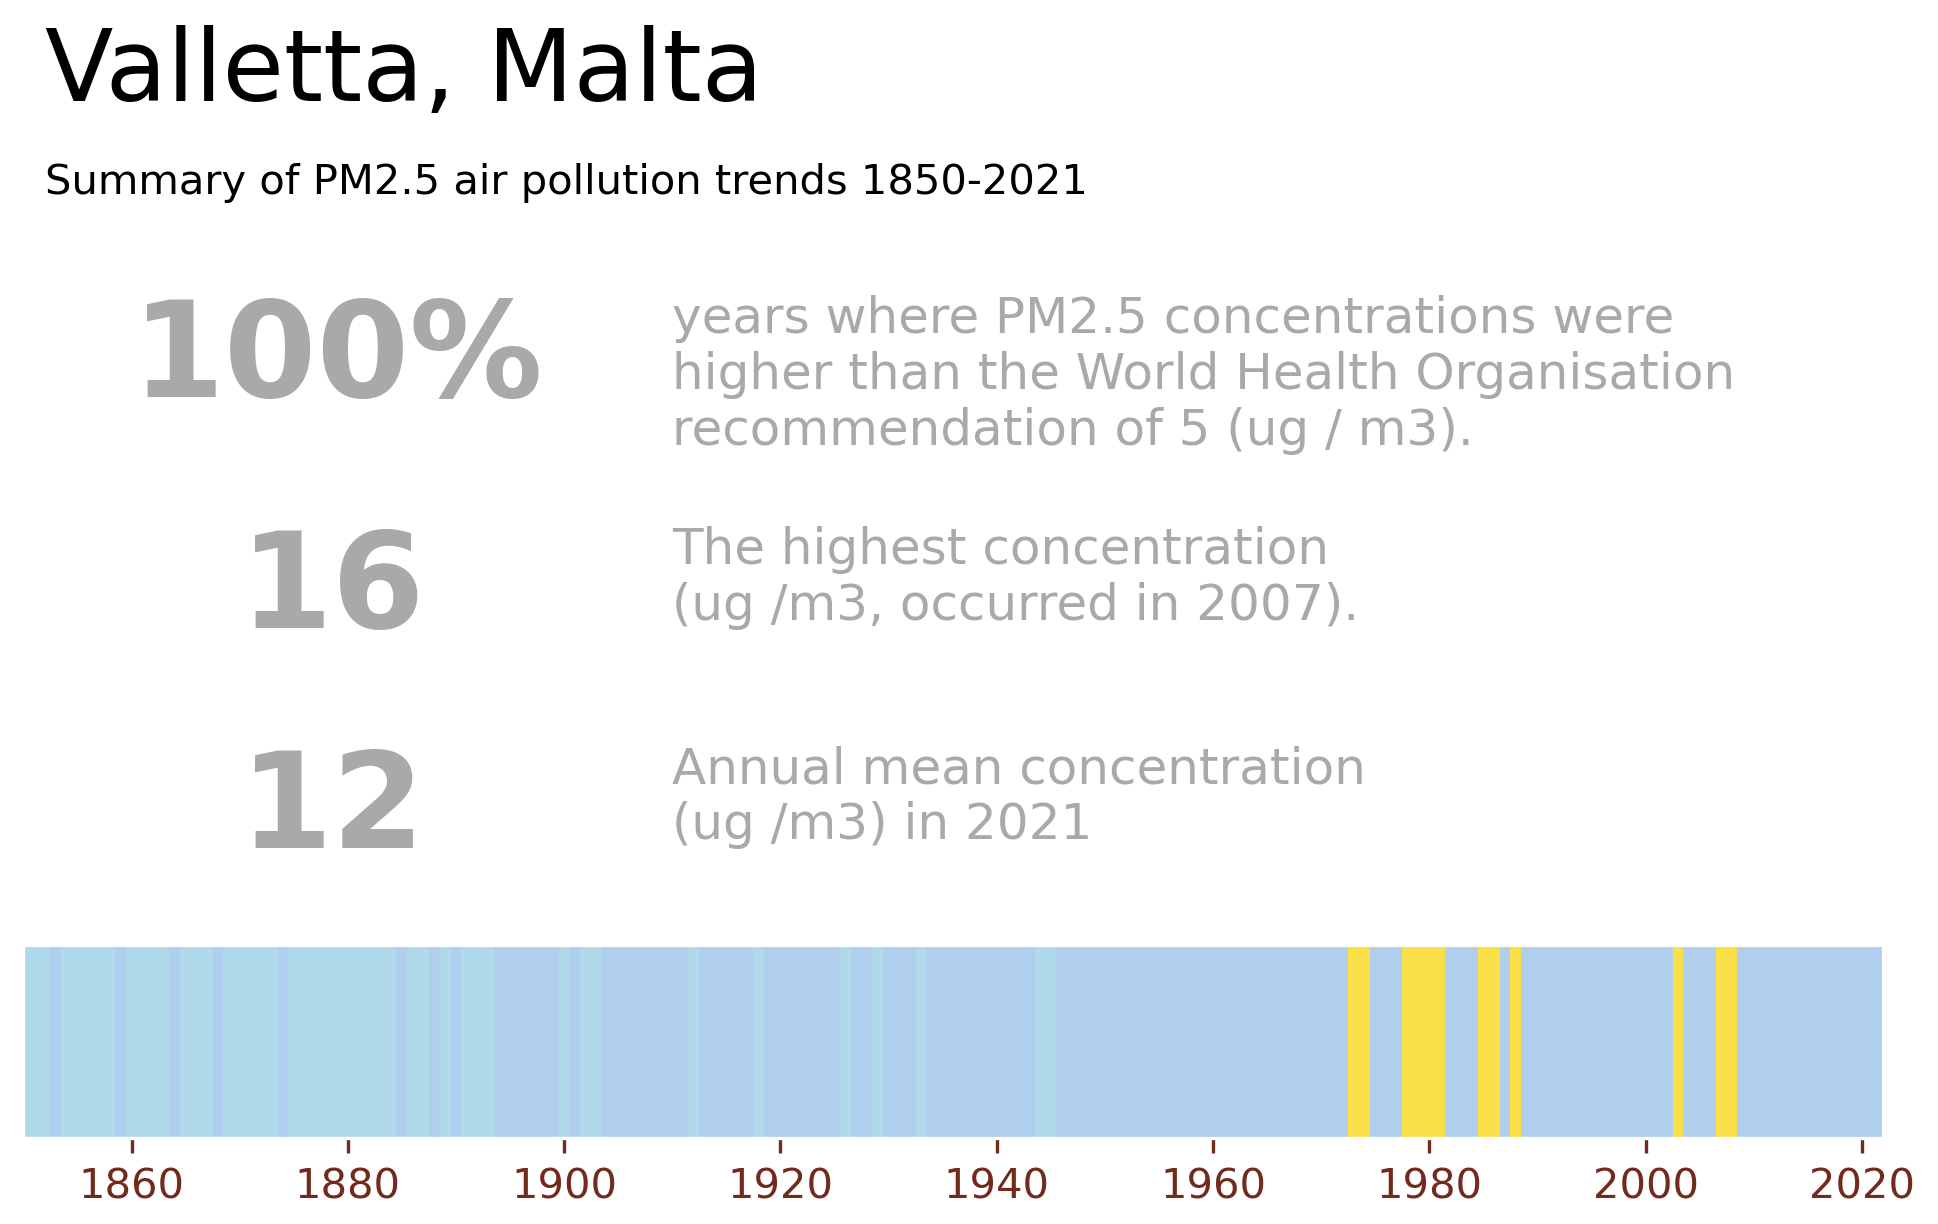 Valletta, Malta
Summary of PM2.5 air pollution trends 1850-2021
100%
years where PM2.5 concentrations were
higher than the World Health Organisation
recommendation of 5 (ug / m3).
16
The highest concentration
(ug /m3, occurred in 2007).
12
Annual mean concentration
(ug /m3) in 2021
1860 1880 1900 1920 1940 1960 1980 2000 2020